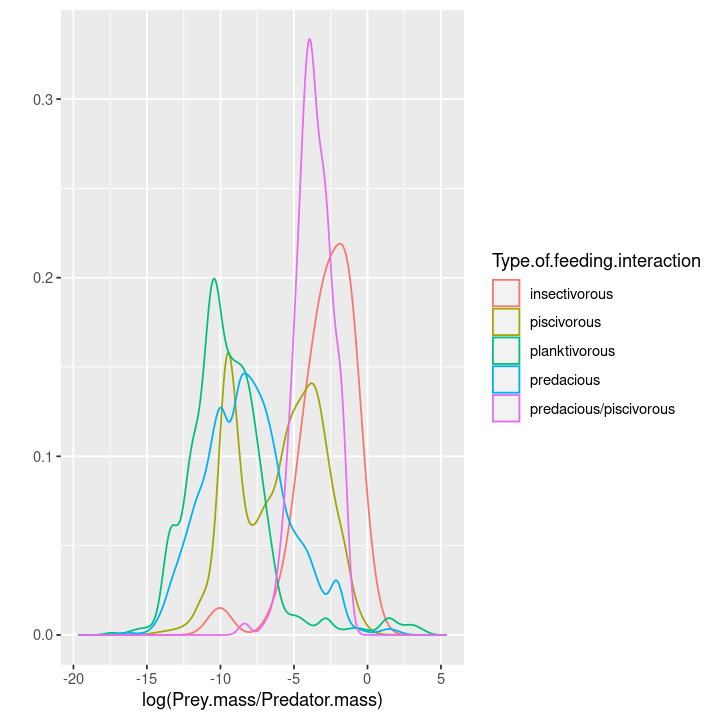 0.3
0.2
0.1
0.0
-20 -15 -10 -5 0 5
log(Prey.mass/Predator.mass)
Type.of.feeding.interaction
insectivorous
piscivorous
planktivorous
predacious
predacious/piscivorous